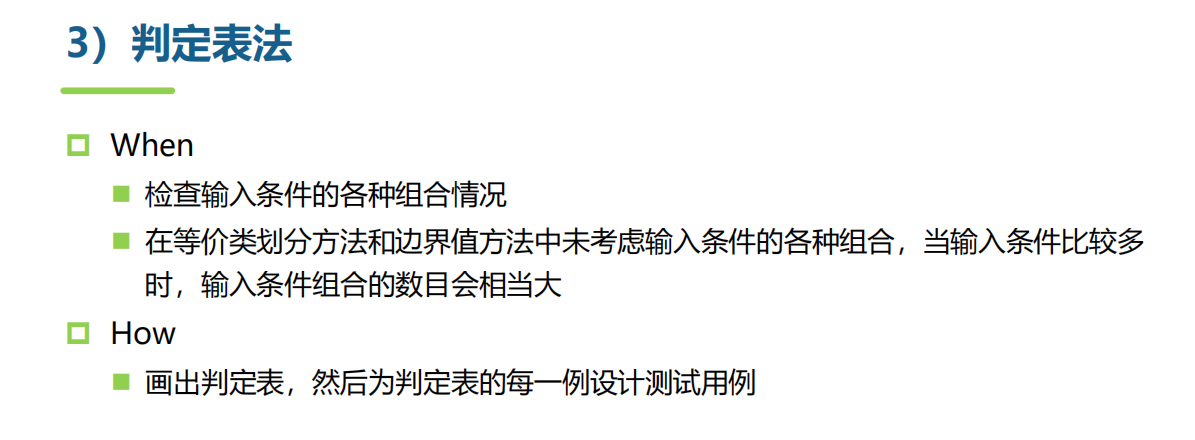 3）判定表法
When
检查输入条件的各种组合情况
在等价类划分方法和边界值方法中未考虑输入条件的各种组合，当输入条件比较多
时，输入条件组合的数目会相当大
How
画出判定表，然后为判定表的每一例设计测试用例